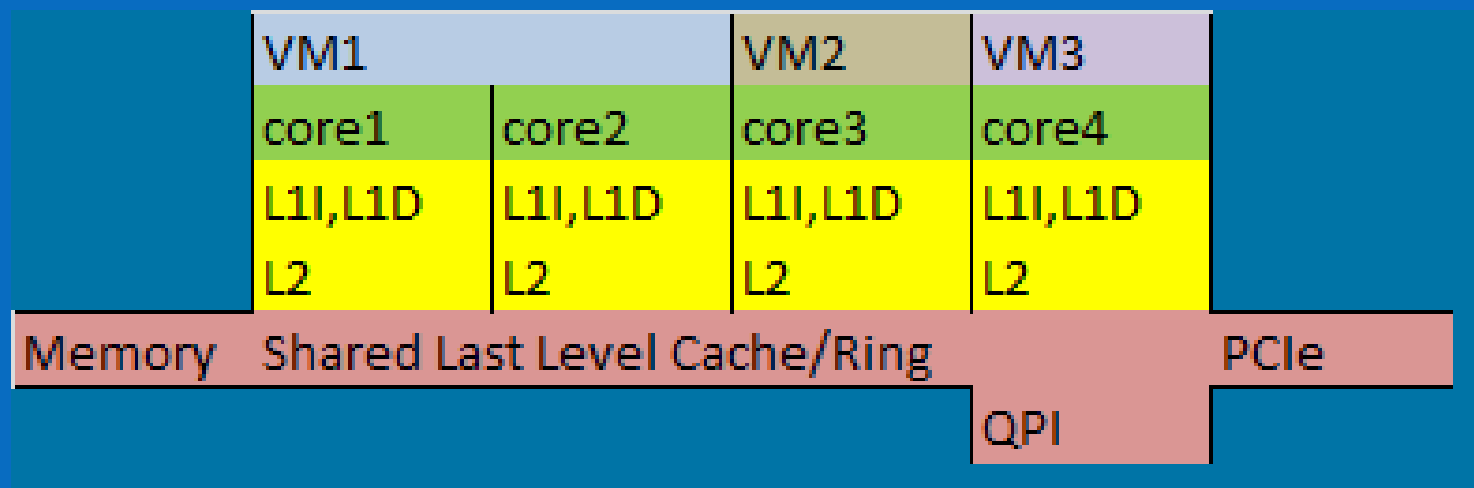 VM1 VM2 VM3
core1 core2 core3 core4
L1I,L1D L1I,L1D L1I,L1D L1I,L1D
L2 L2 L2 L2
Memory Shared Last Level Cache/Ring PCIe
QPI